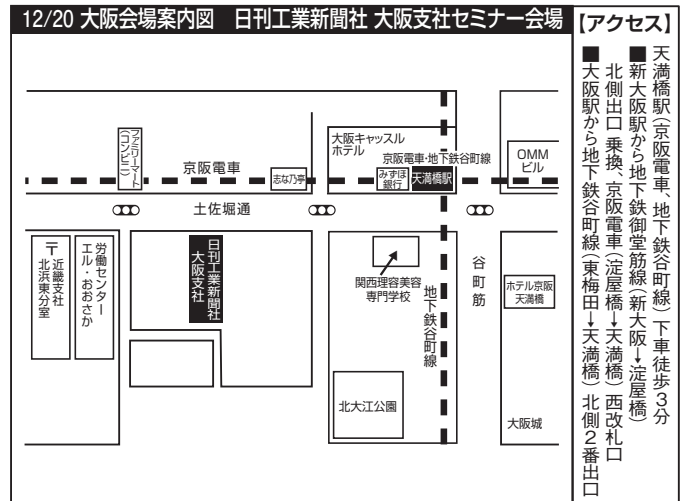 12/20 大阪会場案内図 日刊工業新聞社 大阪支社セミナー会場
ファミリーマート
(コンビニ)
京阪電車
志な乃亭
大阪キャッスル
ホテル
京阪電車・地下鉄谷町線
みずほ
銀行
天満橋駅
OMM
ビル
土佐堀通
〒近畿支社
北浜東分室
労働センター
エル・おおさか
日刊工業新聞社
大阪支社
関西理容美容
専門学校
地下鉄谷町線
谷町筋
ホテル京阪
天満橋
北大江公園
大阪城
【アクセス】
天満橋駅(京阪電車、地下鉄谷町線)下車徒歩3分
■新大阪駅から地下鉄御堂筋線(新大阪→淀屋橋)
北側出口 乗換、京阪電車(淀屋橋→天満橋)西改札口
■大阪駅から地下鉄谷町線(東梅田→天満橋)北側2番出口